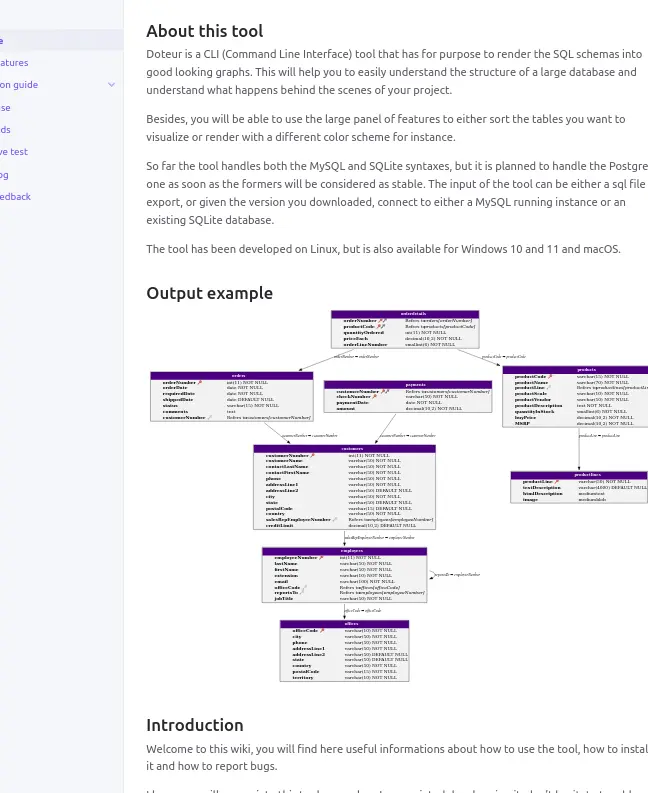 e
atures
on guide
se
ds
ve test
og
edback
About this tool
Doteur is a CLI (Command Line Interface) tool that has for purpose to render the SQL schemas into
good looking graphs. This will help you to easily understand the structure of a large database and
understand what happens behind the scenes of your project.
Besides, you will be able to use the large panel of features to either sort the tables you want to
visualize or render with a different color scheme for instance.
So far the tool handles both the MySQL and SQLite syntaxes, but it is planned to handle the Postgre
one as soon as the formers will be considered as stable. The input of the tool can be either a sql file
export, or given the version you downloaded, connect to either a MySQL running instance or an
existing SQLite database.
The tool has been developed on Linux, but is also available for Windows 10 and 11 and macOS.
Output example
orderdetails
orderNumber Refers to orders[orderNumber]
productCode Refers to products[productCode]
quantityOrdered int(11) NOT NULL
priceEach decimal(10,2) NOT NULL
orderLineNumber smallint(6) NOT NULL
orderNumber → orderNumber
productCode → productCode
orders
orderNumber int(11) NOT NULL
orderDate date NOT NULL
requiredDate date NOT NULL
shippedDate date DEFAULT NULL
status varchar(15) NOT NULL
comments text
customerNumber Refers to customers[customerNumber]
payments
customerNumber Refers to customers[customerNumber]
checkNumber varchar(50) NOT NULL
paymentDate date NOT NULL
amount decimal(10,2) NOT NULL
products
productCode varchar(15) NOT NULL
productName varchar(70) NOT NULL
productLine Refers to productlines[productLin
productScale varchar(10) NOT NULL
productVendor varchar(50) NOT NULL
productDescription text NOT NULL
quantityInStock smallint(6) NOT NULL
buyPrice decimal(10,2) NOT NULL
MSRP decimal(10,2) NOT NULL
customerNumber → customerNumber
customerNumber → customerNumber
productLine → productLine
customers
customerNumber int(11) NOT NULL
customerName varchar(50) NOT NULL
contactLastName varchar(50) NOT NULL
contactFirstName varchar(50) NOT NULL
phone varchar(50) NOT NULL
addressLine1 varchar(50) NOT NULL
addressLine2 varchar(50) DEFAULT NULL
city varchar(50) NOT NULL
state varchar(50) DEFAULT NULL
postalCode varchar(15) DEFAULT NULL
country varchar(50) NOT NULL
salesRepEmployeeNumber Refers to employees[employeeNumber]
creditLimit decimal(10,2) DEFAULT NULL
productlines
productLine varchar(50) NOT NULL
textDescription varchar(4000) DEFAULT NULL
htmlDescription mediumtext
image mediumblob
salesRepEmployeeNumber → employeeNumber
employees
employeeNumber int(11) NOT NULL
lastName varchar(50) NOT NULL
firstName varchar(50) NOT NULL
extension varchar(10) NOT NULL
email varchar(100) NOT NULL
officeCode Refers to offices[officeCode]
reportsTo Refers to employees[employeeNumber]
jobTitle varchar(50) NOT NULL
reportsTo → employeeNumber
officeCode → officeCode
offices
officeCode varchar(10) NOT NULL
city varchar(50) NOT NULL
phone varchar(50) NOT NULL
addressLine1 varchar(50) NOT NULL
addressLine2 varchar(50) DEFAULT NULL
state varchar(50) DEFAULT NULL
country varchar(50) NOT NULL
postalCode varchar(15) NOT NULL
territory varchar(10) NOT NULL
Introduction
Welcome to this wiki, you will find here useful informations about how to use the tool, how to instal
it and how to report bugs.